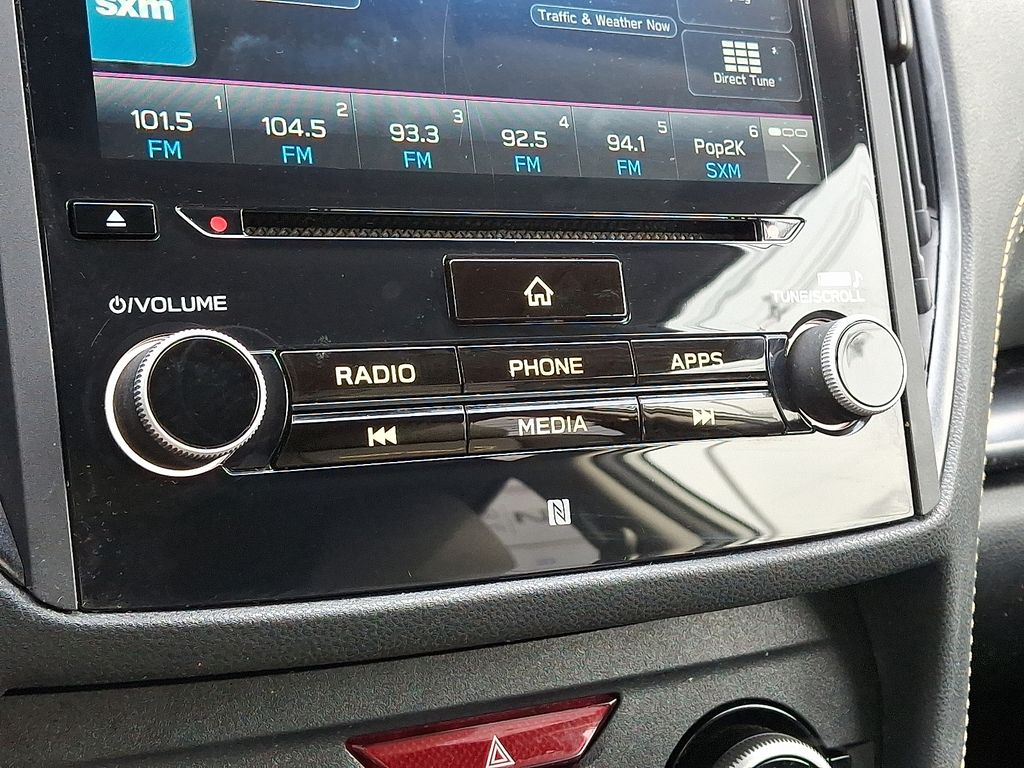 sxm
Traffic & Weather Now
Direct Tune
1 2 3 4 5 6
101.5 104.5 93.3 92.5 94.1 Pop2K
FM FM FM FM FM SXM
/VOLUME
TUNE/SCROLL
RADIO PHONE APPS
MEDIA
N